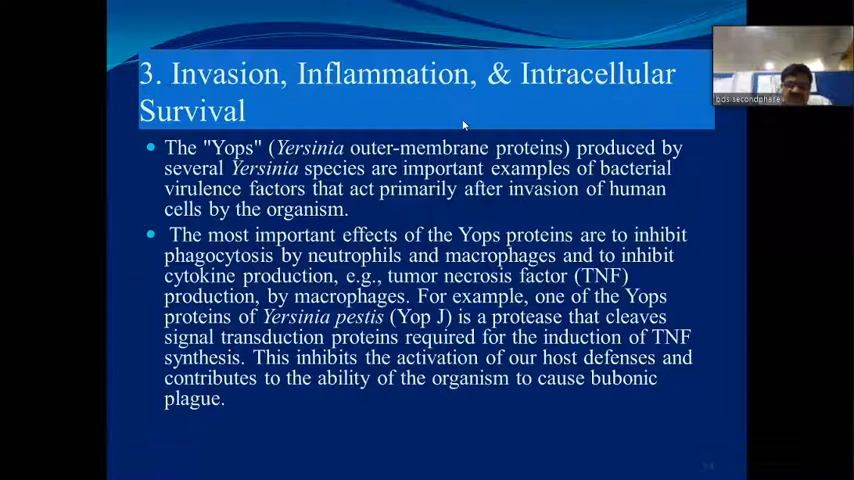 3. Invasion, Inflammation, & Intracellular
Survival
The "Yops" (Yersinia outer-membrane proteins) produced by
several Yersinia species are important examples of bacterial
virulence factors that act primarily after invasion of human
cells by the organism.
The most important effects of the Yops proteins are to inhibit
phagocytosis by neutrophils and macrophages and to inhibit
cytokine production, e.g., tumor necrosis factor (TNF)
production, by macrophages. For example, one of the Yops
proteins of Yersinia pestis (Yop J) is a protease that cleaves
signal transduction proteins required for the induction of TNF
synthesis. This inhibits the activation of our host defenses and
contributes to the ability of the organism to cause bubonic
plague.
bds secondphase